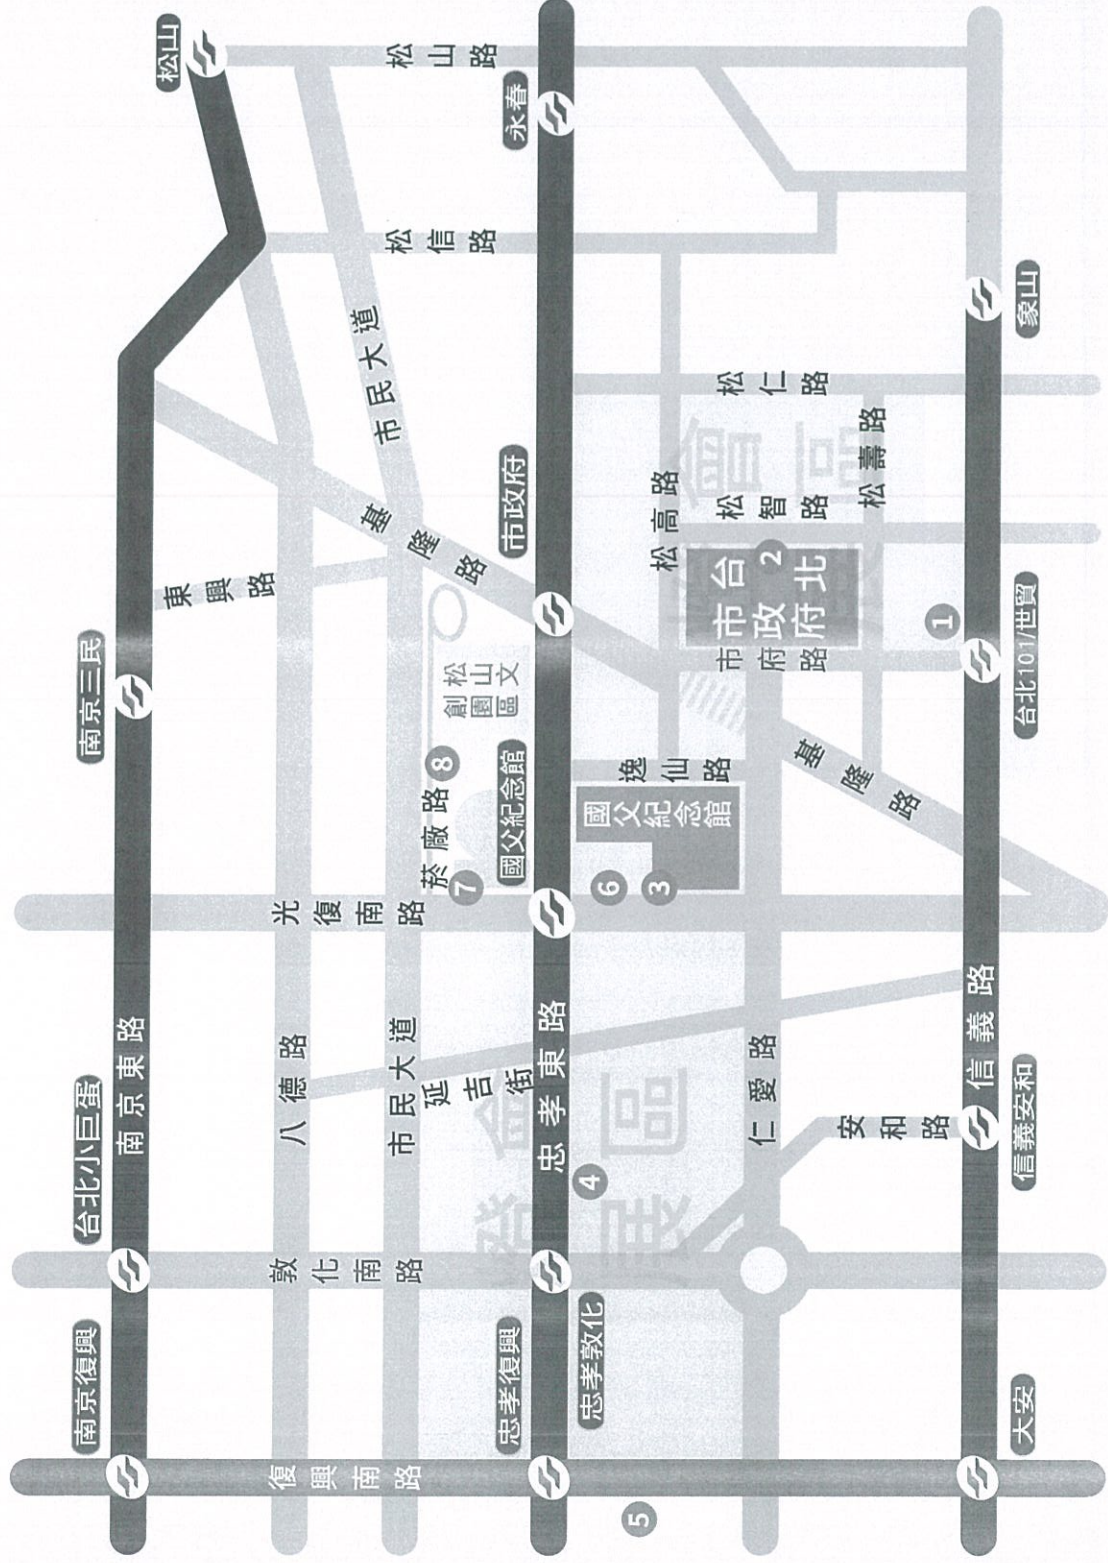 南京復興
台北小巨蛋
南京三民
松山
南京東路
東興路
復興南路
敦化南路
八德路
光復南路
市民大道
市民大道
松信路
松山路
基隆路
延吉街
菸廠路
7
8
松山文
創園區
忠孝復興
國父紀念館
市政府
永春
忠孝東路
忠孝敦化
4
5
6
3
國父紀念館
逸仙路
松高路
台北
市政府
2
市府路
松智路
松仁路
展區
會區
仁愛路
基隆路
松壽路
安和路
1
信義路
大安
信義安和
台北101/世貿
象山